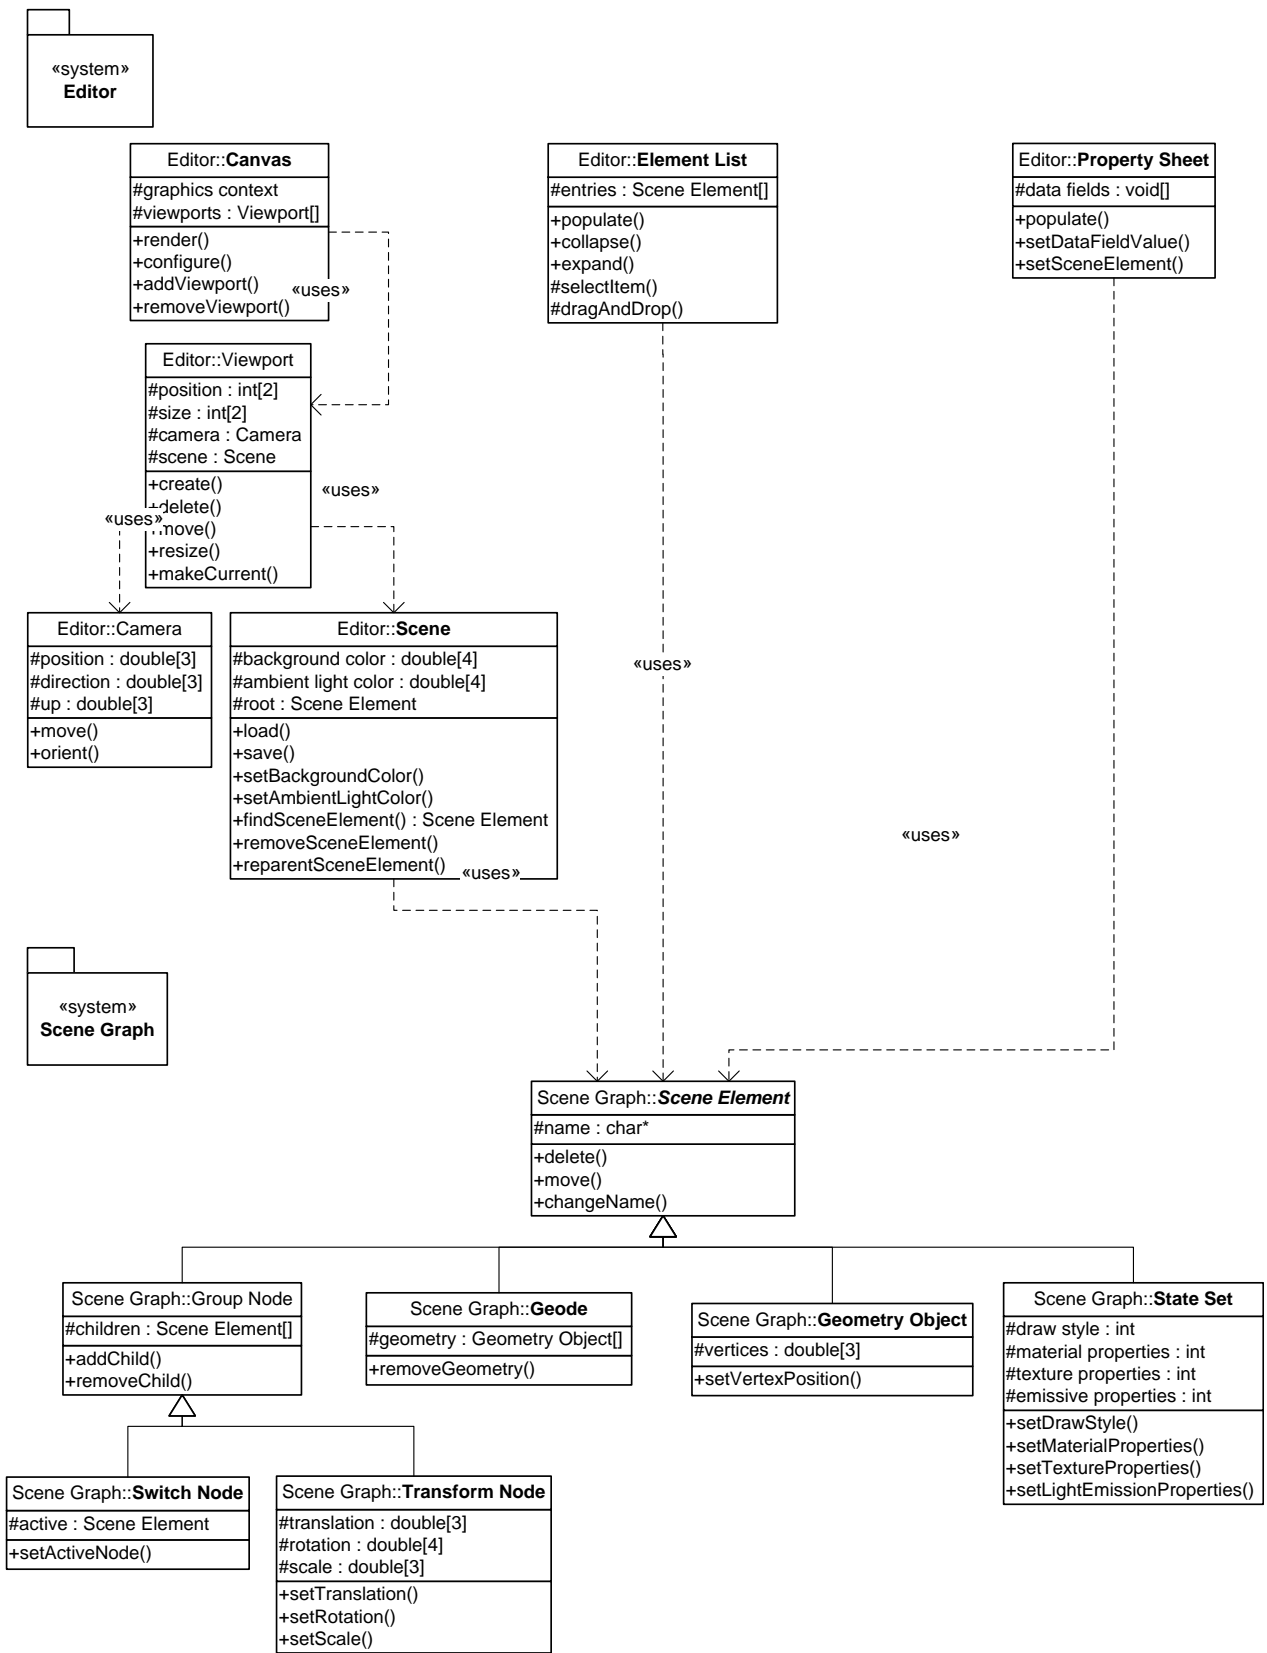 «system»
Editor
Editor::Canvas
#graphics context
#viewports : Viewport[]
+render()
+configure()
+addViewport()
+removeViewport()
«uses»
Editor::Element List
#entries : Scene Element[]
+populate()
+collapse()
+expand()
#selectItem()
#dragAndDrop()
Editor::Property Sheet
#data fields : void[]
+populate()
+setDataFieldValue()
+setSceneElement()
Editor::Viewport
#position : int[2]
#size : int[2]
#camera : Camera
#scene : Scene
+create()
+delete()
move()
+resize()
+makeCurrent()
«uses»
«uses»
Editor::Camera
#position : double[3]
#direction : double[3]
#up : double[3]
+move()
+orient()
Editor::Scene
#background color : double[4]
#ambient light color : double[4]
#root : Scene Element
+load()
+save()
+setBackgroundColor()
+setAmbientLightColor()
+findSceneElement() : Scene Element
+removeSceneElement()
+reparentSceneElement()
«uses»
«uses»
«uses»
«system»
Scene Graph
Scene Graph::Scene Element
#name : char*
+delete()
+move()
+changeName()
Scene Graph::Group Node
#children : Scene Element[]
+addChild()
+removeChild()
Scene Graph::Geode
#geometry : Geometry Object[]
+removeGeometry()
Scene Graph::Geometry Object
#vertices : double[3]
+setVertexPosition()
Scene Graph::State Set
#draw style : int
#material properties : int
#texture properties : int
#emissive properties : int
+setDrawStyle()
+setMaterialProperties()
+setTextureProperties()
+setLightEmissionProperties()
Scene Graph::Switch Node
#active : Scene Element
+setActiveNode()
Scene Graph::Transform Node
#translation : double[3]
#rotation : double[4]
#scale : double[3]
+setTranslation()
+setRotation()
+setScale()